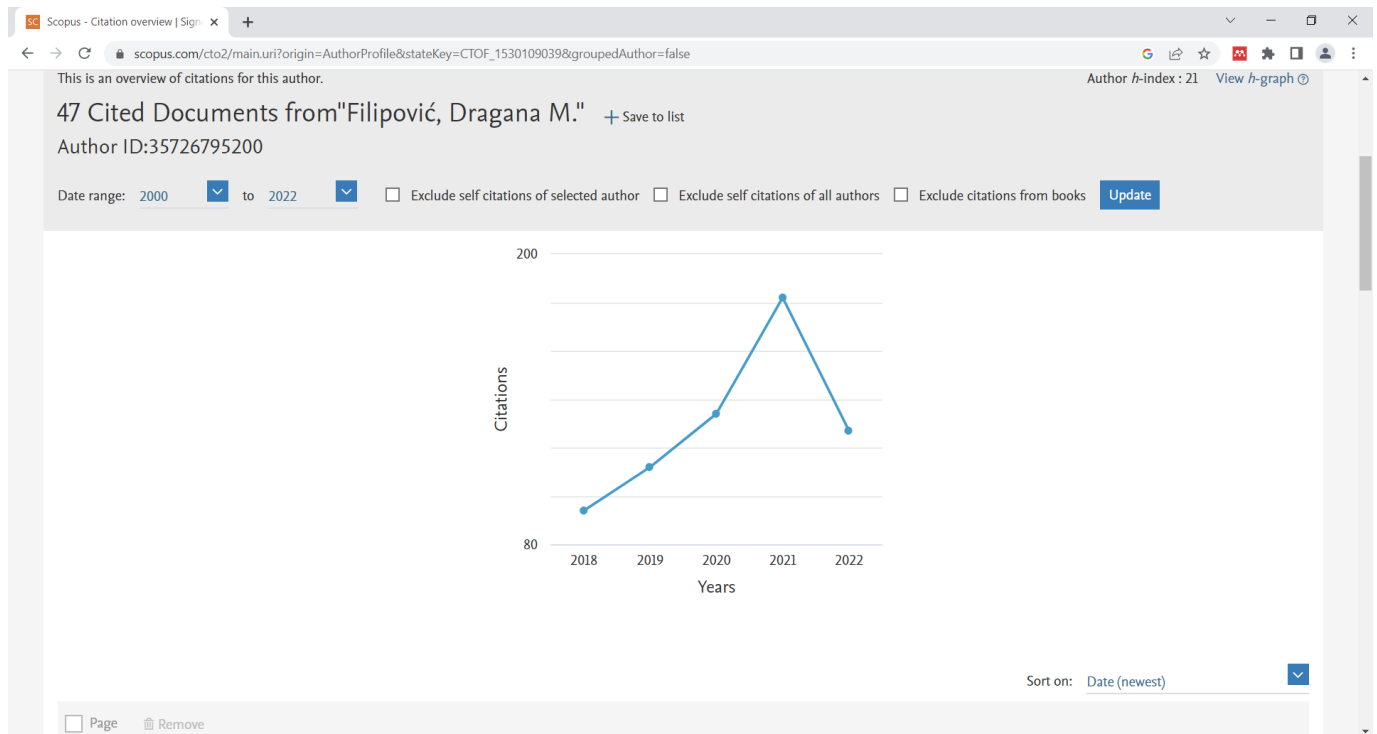 Scopus - Citation overview | Sign
scopus.com/cto2/main.uri?origin=AuthorProfile&stateKey=CTOF_1530109039&groupedAuthor=false
This is an overview of citations for this author.
Author h-index : 21 View h-graph
47 Cited Documents from"Filipović, Dragana M." + Save to list
Author ID:35726795200
Date range: 2000 to 2022 Exclude self citations of selected author Exclude self citations of all authors Exclude citations from books Update
200
Citations
80
2018 2019 2020 2021 2022
Years
Sort on: Date (newest)
Page Remove